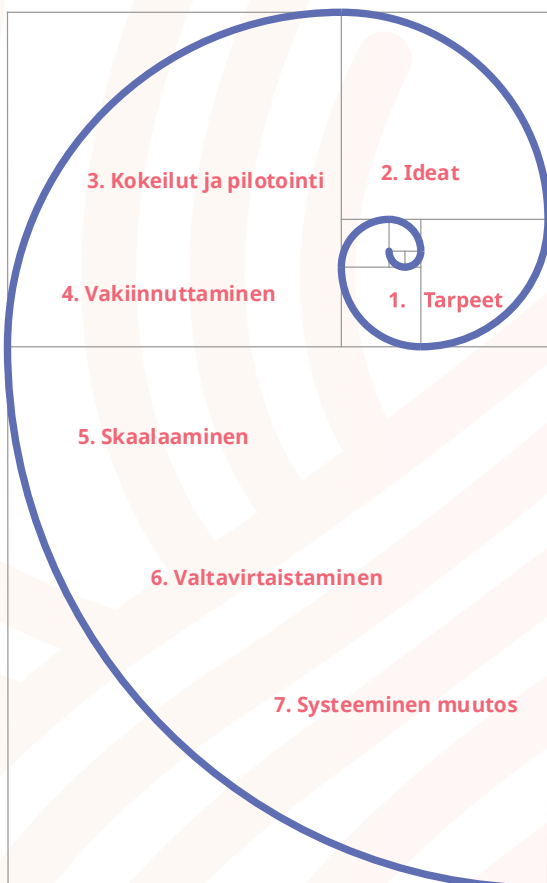 2. Ideat
3. Kokeilut ja pilotointi
4. Vakiinnuttaminen
1. Tarpeet
5. Skaalaaminen
6. Valtavirtaistaminen
7. Systeeminen muutos